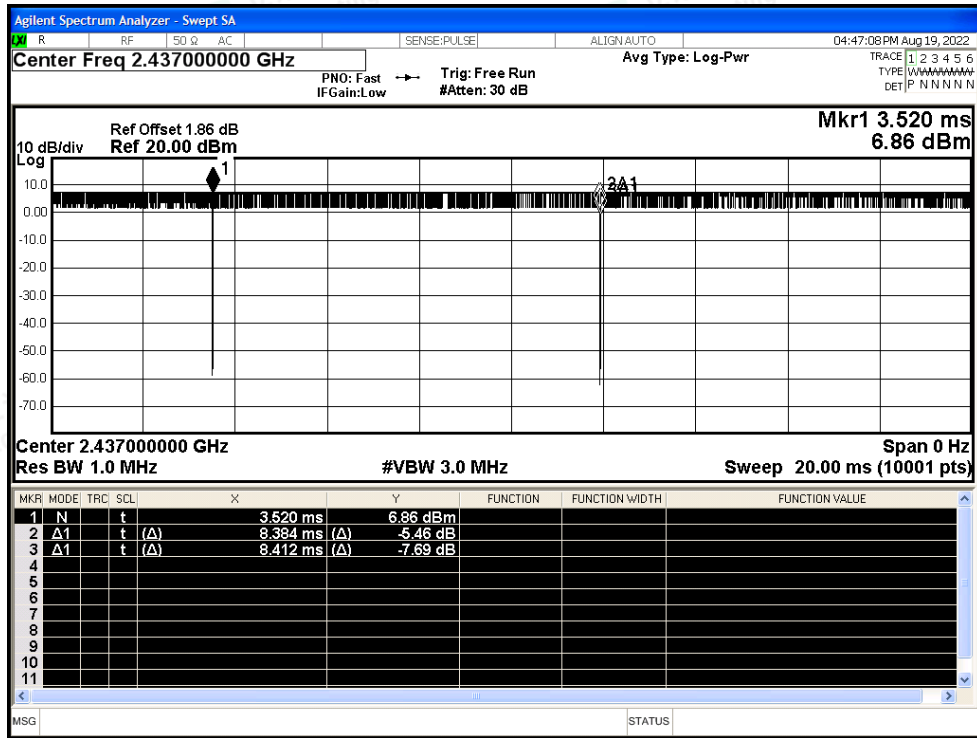 Agilent Spectrum Analyzer - Swept SA
LXI R RF 50 Ω AC SENSE:PULSE ALIGN AUTO 04:47:08 PM Aug 19, 2022
Center Freq 2.437000000 GHz
PNO: Fast
IFGain:Low
Trig: Free Run
#Atten: 30 dB
Avg Type: Log-Pwr
TRACE 1 2 3 4 5 6
TYPE WWWWWW
DET P N N N N N
Mkr1 3.520 ms
6.86 dBm
Ref Offset 1.86 dB
10 dB/div Ref 20.00 dBm
Log
1
2Δ1
10.0
0.00
-10.0
-20.0
-30.0
-40.0
-50.0
-60.0
-70.0
Center 2.437000000 GHz Span 0 Hz
Res BW 1.0 MHz #VBW 3.0 MHz Sweep 20.00 ms (10001 pts)
MKR MODE TRC SCL X Y FUNCTION FUNCTION WIDTH FUNCTION VALUE
1 N t 3.520 ms 6.86 dBm
2 Δ1 t (Δ) 8.384 ms (Δ) -5.46 dB
3 Δ1 t (Δ) 8.412 ms (Δ) -7.69 dB
4
5
6
7
8
9
10
11
MSG STATUS